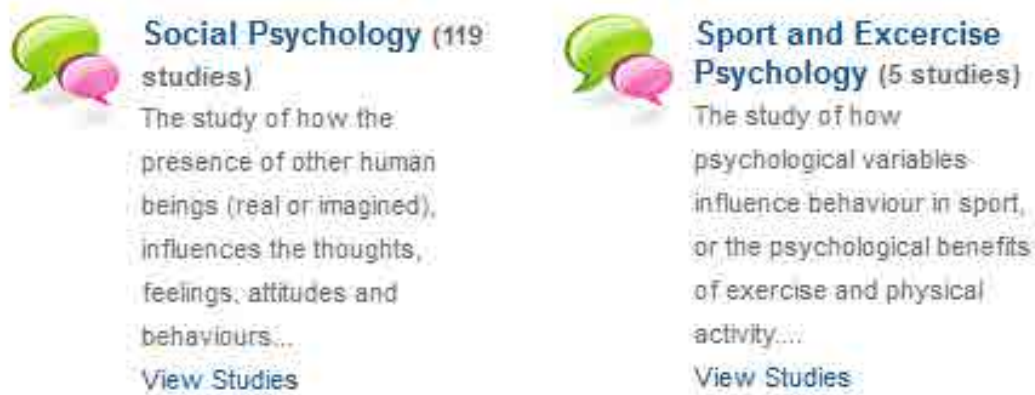 Social Psychology (119
studies)
The study of how the
presence of other human
beings (real or imagined),
influences the thoughts,
feelings, attitudes and
behaviours...
View Studies
Sport and Excercise
Psychology (5 studies)
The study of how
psychological variables
influence behaviour in sport,
or the psychological benefits
of exercise and physical
activity....
View Studies